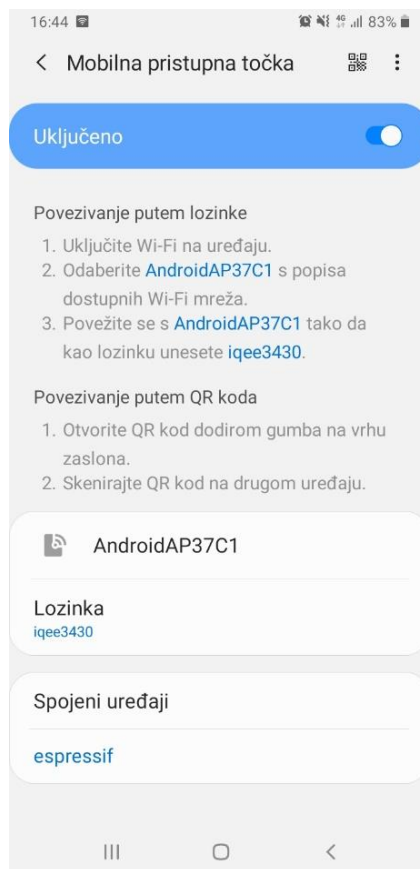 16:44 4G 83%
Mobilna pristupna točka
Uključeno
Povezivanje putem lozinke
1. Uključite Wi-Fi na uređaju.
2. Odaberite AndroidAP37C1 s popisa
dostupnih Wi-Fi mreža.
3. Povežite se s AndroidAP37C1 tako da
kao lozinku unesete iqee3430.
Povezivanje putem QR koda
1. Otvorite QR kod dodirom gumba na vrhu
zaslona.
2. Skenirajte QR kod na drugom uređaju.
AndroidAP37C1
Lozinka
iqee3430
Spojeni uređaji
espressif